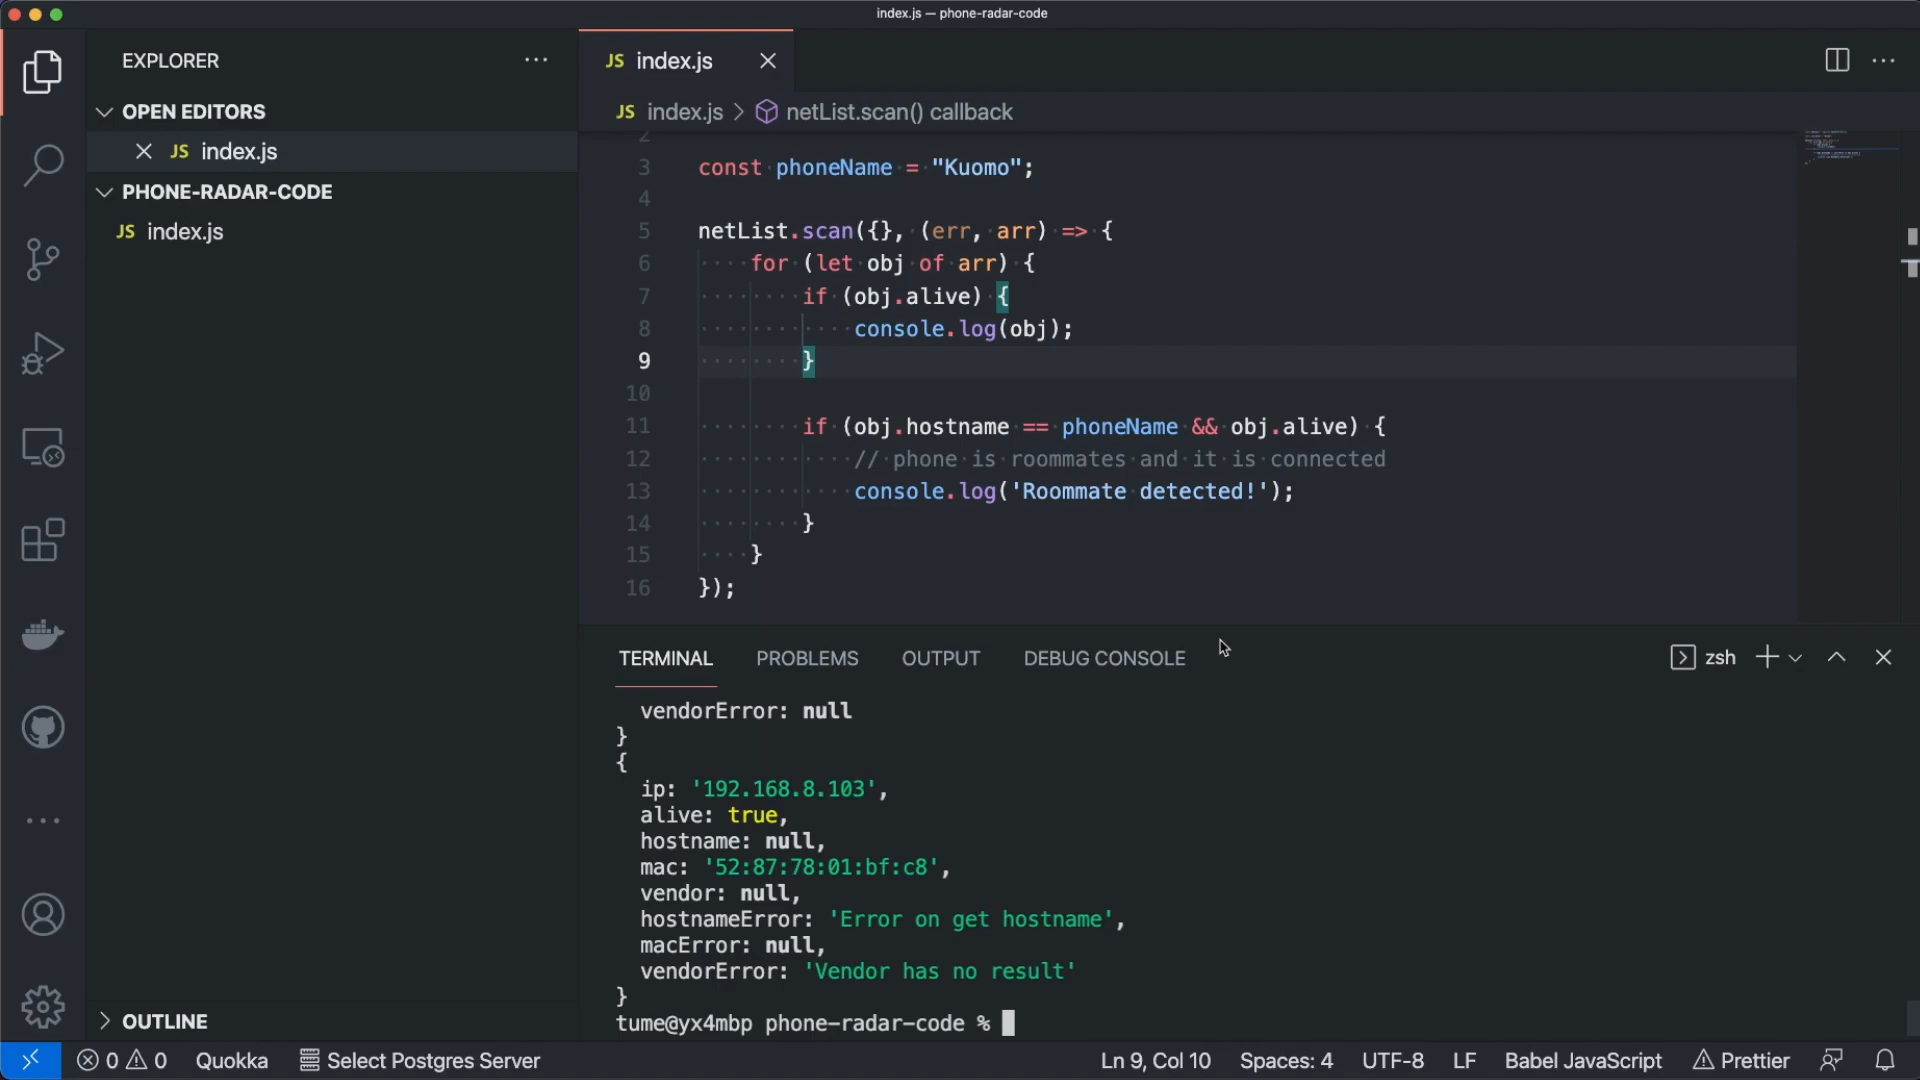 index.js — phone-radar-code
EXPLORER
OPEN EDITORS
JS index.js
PHONE-RADAR-CODE
JS index.js
OUTLINE
JS index.js
JS index.js > netList.scan() callback
2
3 const phoneName = "Kuomo";
4
5 netList.scan({}, (err, arr) => {
6 for (let obj of arr) {
7 if (obj.alive) {
8 console.log(obj);
9 }
10
11 if (obj.hostname == phoneName && obj.alive) {
12 // phone is roommates and it is connected
13 console.log('Roommate detected!');
14 }
15 }
16 });
TERMINAL PROBLEMS OUTPUT DEBUG CONSOLE zsh
vendorError: null
}
{
ip: '192.168.8.103',
alive: true,
hostname: null,
mac: '52:87:78:01:bf:c8',
vendor: null,
hostnameError: 'Error on get hostname',
macError: null,
vendorError: 'Vendor has no result'
}
tume@yx4mbp phone-radar-code %
0 0 Quokka Select Postgres Server Ln 9, Col 10 Spaces: 4 UTF-8 LF Babel JavaScript Prettier